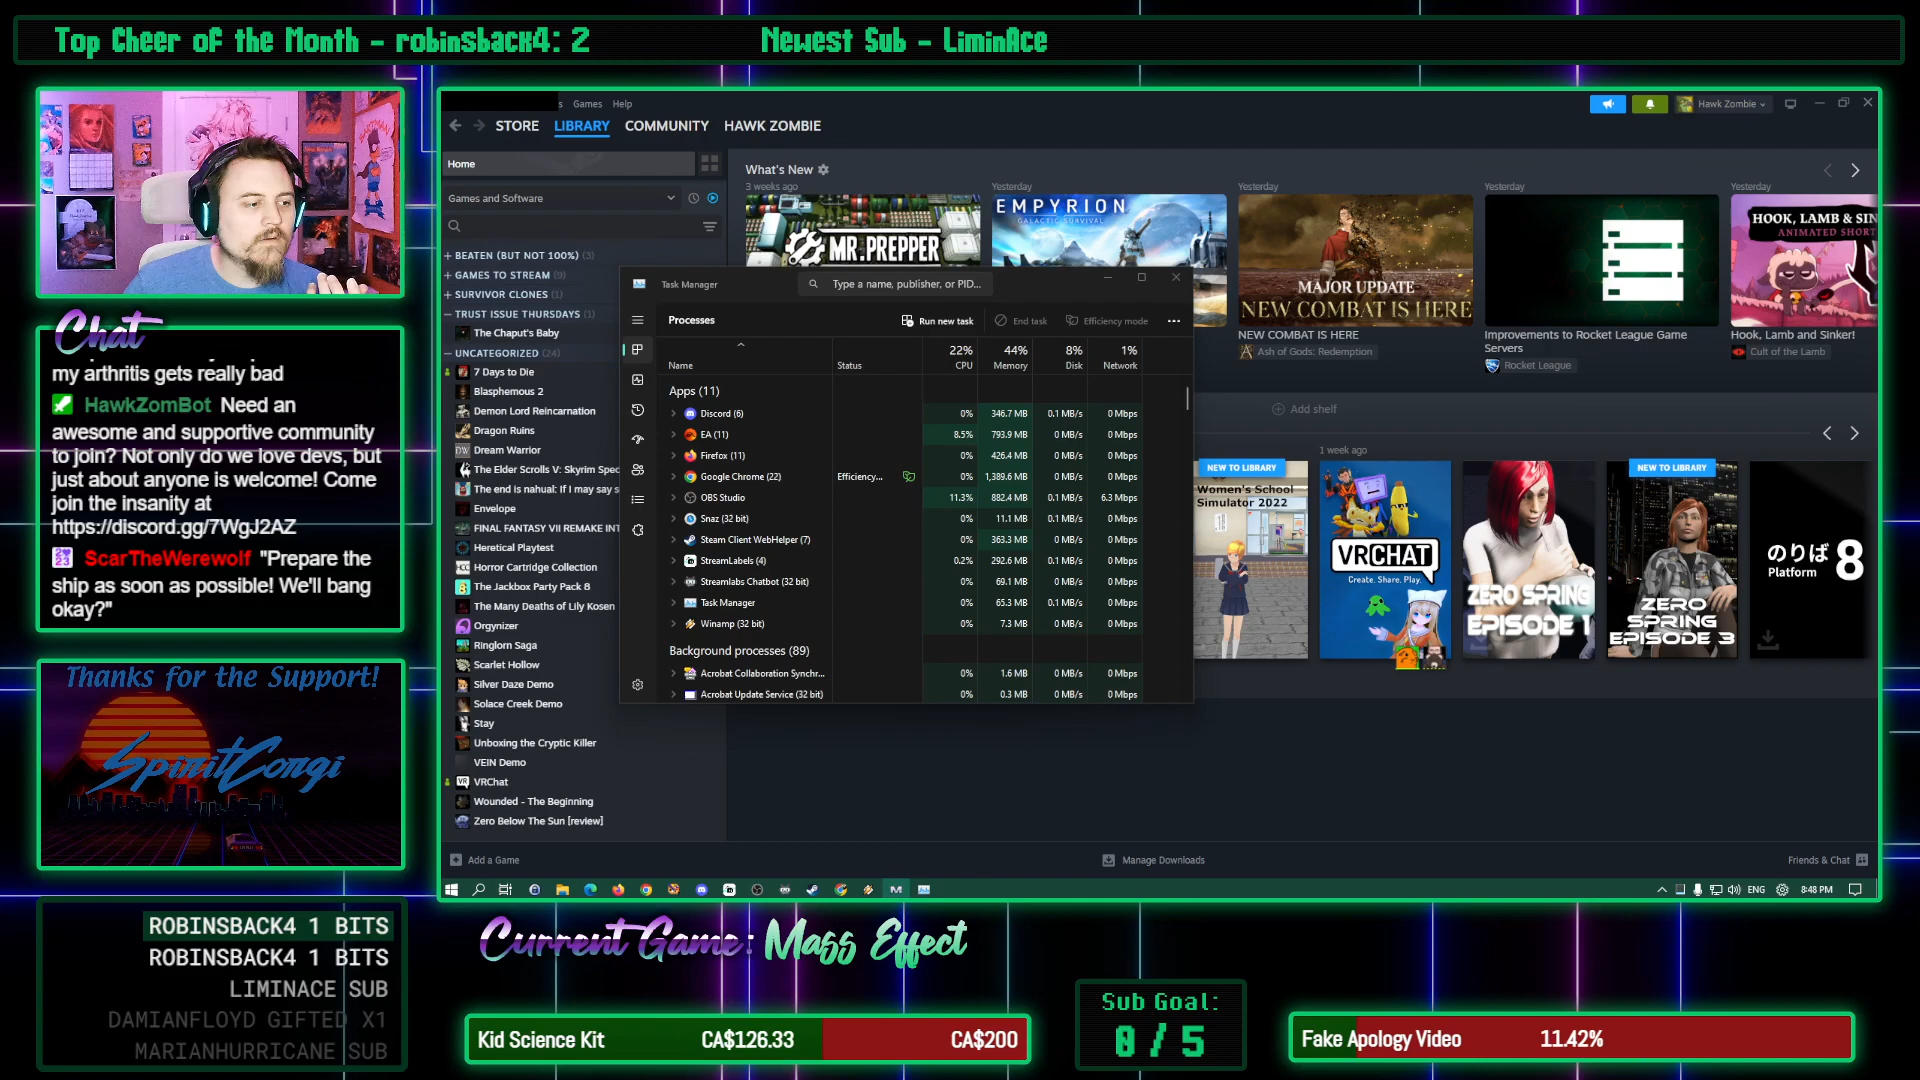 Top Cheer of the Month - robinsback4: 2
Newest Sub - LiminAce
Games Help
Hawk Zombie
STORE LIBRARY COMMUNITY HAWK ZOMBIE
Home
Games and Software
BEATEN (BUT NOT 100%) (3)
GAMES TO STREAM (9)
SURVIVOR CLONES (1)
TRUST ISSUE THURSDAYS (1)
The Chaput's Baby
UNCATEGORIZED (24)
7 Days to Die
Blasphemous 2
Demon Lord Reincarnation
Dragon Ruins
Dream Warrior
The Elder Scrolls V: Skyrim Spec
The end is nahual: If I may say s
Envelope
FINAL FANTASY VII REMAKE INT
Heretical Playtest
Horror Cartridge Collection
The Jackbox Party Pack 8
The Many Deaths of Lily Kosen
Orgynizer
Ringlorn Saga
Scarlet Hollow
Silver Daze Demo
Solace Creek Demo
Stay
Unboxing the Cryptic Killer
VEIN Demo
VRChat
Wounded - The Beginning
Zero Below The Sun [review]
Add a Game
What's New
3 weeks ago
Yesterday
Yesterday
Yesterday
Yesterday
MR.PREPPER
EMPYRION
GALACTIC SURVIVAL
MAJOR UPDATE
NEW COMBAT IS HERE
HOOK, LAMB & SIN
ANIMATED SHORT
NEW COMBAT IS HERE
Ash of Gods: Redemption
Improvements to Rocket League Game
Servers
Rocket League
Hook, Lamb and Sinker!
Cult of the Lamb
Add shelf
1 week ago
NEW TO LIBRARY
NEW TO LIBRARY
Women's School
Simulator 2022
VRCHAT
Create. Share. Play.
ZERO SPRING
EPISODE 1
ZERO
SPRING
EPISODE 3
のりば 8
Platform
Task Manager
Type a name, publisher, or PID...
Processes
Run new task End task Efficiency mode
22% 44% 8% 1%
Name Status CPU Memory Disk Network
Apps (11)
Discord (6) 0% 346.7 MB 0.1 MB/s 0 Mbps
EA (11) 8.5% 793.9 MB 0 MB/s 0 Mbps
Firefox (11) 0% 426.4 MB 0 MB/s 0 Mbps
Google Chrome (22) Efficiency... 0% 1,389.6 MB 0 MB/s 0 Mbps
OBS Studio 11.3% 882.4 MB 0.1 MB/s 6.3 Mbps
Snaz (32 bit) 0% 11.1 MB 0 MB/s 0 Mbps
Steam Client WebHelper (7) 0% 363.3 MB 0 MB/s 0 Mbps
StreamLabels (4) 0.2% 292.6 MB 0.1 MB/s 0 Mbps
Streamlabs Chatbot (32 bit) 0% 69.1 MB 0 MB/s 0 Mbps
Task Manager 0% 65.3 MB 0.1 MB/s 0 Mbps
Winamp (32 bit) 0% 7.3 MB 0 MB/s 0 Mbps
Background processes (89)
Acrobat Collaboration Synchr... 0% 1.6 MB 0 MB/s 0 Mbps
Acrobat Update Service (32 bit) 0% 0.3 MB 0 MB/s 0 Mbps
Manage Downloads
Friends & Chat
ENG 8:48 PM
Chat
my arthritis gets really bad
HawkZomBot Need an
awesome and supportive community
to join? Not only do we love devs, but
just about anyone is welcome! Come
join the insanity at
https://discord.gg/7WgJ2AZ
ScarTheWerewolf "Prepare the
ship as soon as possible! We'll bang
okay?"
Thanks for the Support!
SpiritCorgi
ROBINSBACK4 1 BITS
ROBINSBACK4 1 BITS
LIMINACE SUB
DAMIANFLOYD GIFTED X1
MARIANHURRICANE SUB
Current Game: Mass Effect
Kid Science Kit CA$126.33 CA$200
Sub Goal:
0 / 5
Fake Apology Video 11.42%